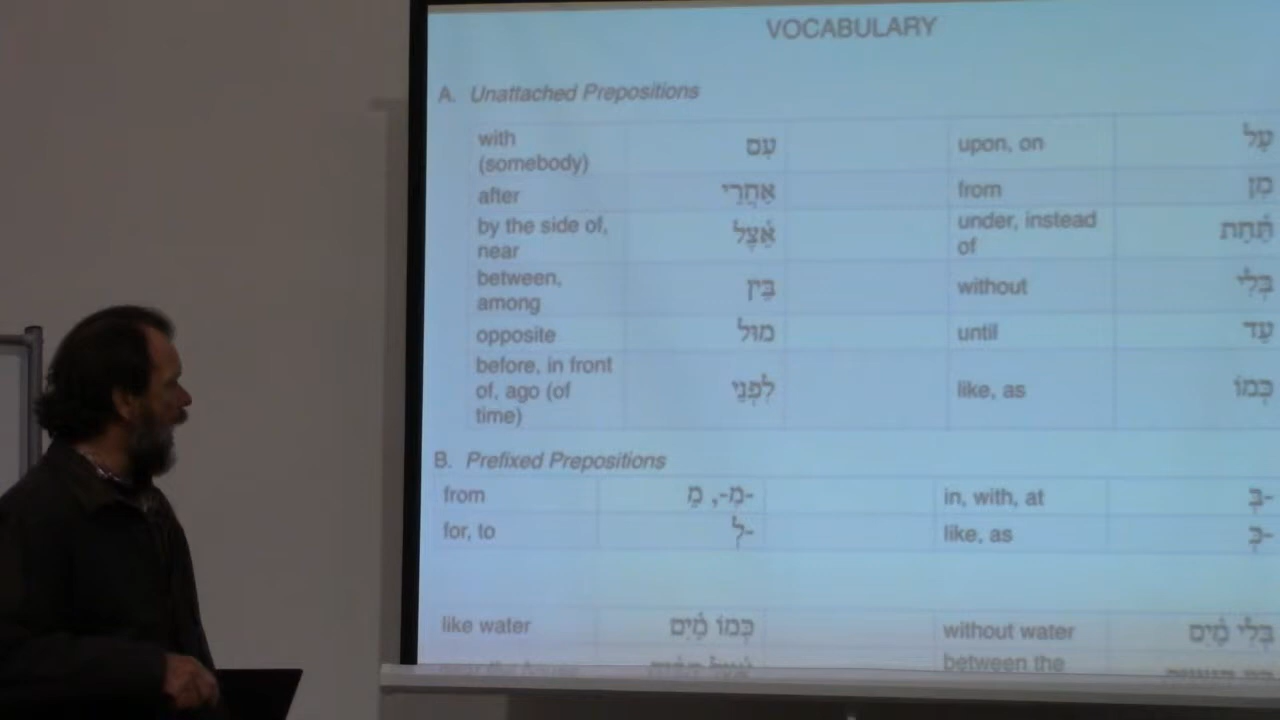 VOCABULARY
A. Unattached Prepositions
with (somebody) עִם upon, on עַל
after אַחֲרֵי from מִן
by the side of, near אֵ֫צֶל under, instead of תַּ֫חַת
between, among בֵּין without בְּלִי
opposite מוּל until עַד
before, in front of, ago (of time) לִפְנֵי like, as כְּמוֹ
B. Prefixed Prepositions
from מִ-, מֵ- in, with, at בְּ-
for, to לְ- like, as כְּ-
like water כְּמוֹ מַ֫יִם without water בְּלִי מַ֫יִם
between the